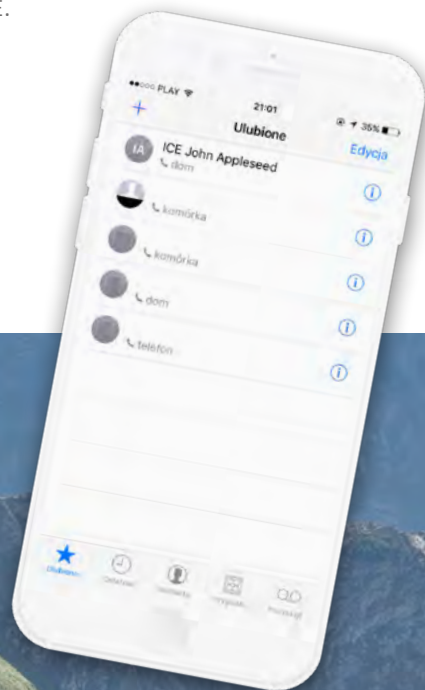 E.
PLAY
21:01
35%
+
Ulubione
Edycja
IA
ICE John Appleseed
dom
komórka
komórka
dom
telefon
Ulubione